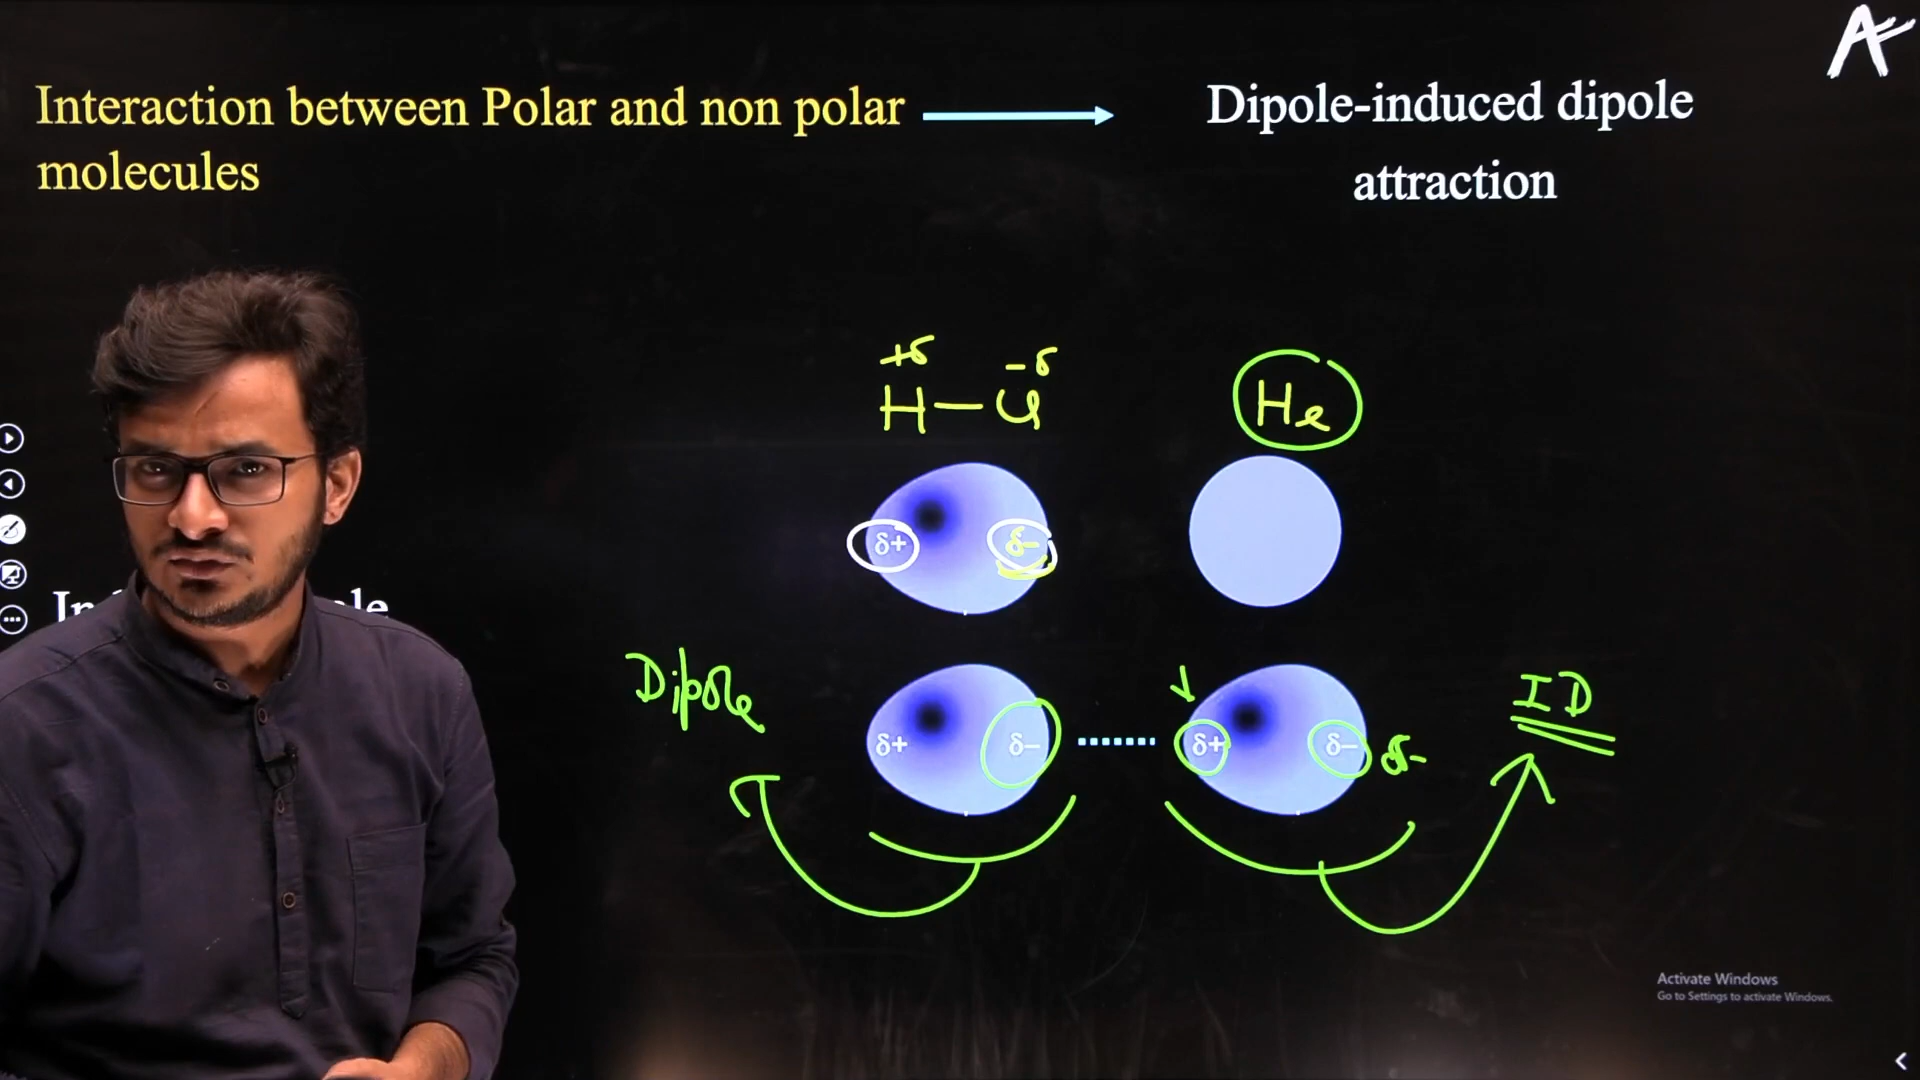 Interaction between Polar and non polar
molecules
Dipole-induced dipole
attraction
+δ -δ
H—Cl
He
δ+ δ-
Dipole
ID
δ+ δ- δ+ δ- δ-
Activate Windows
Go to Settings to activate Windows.